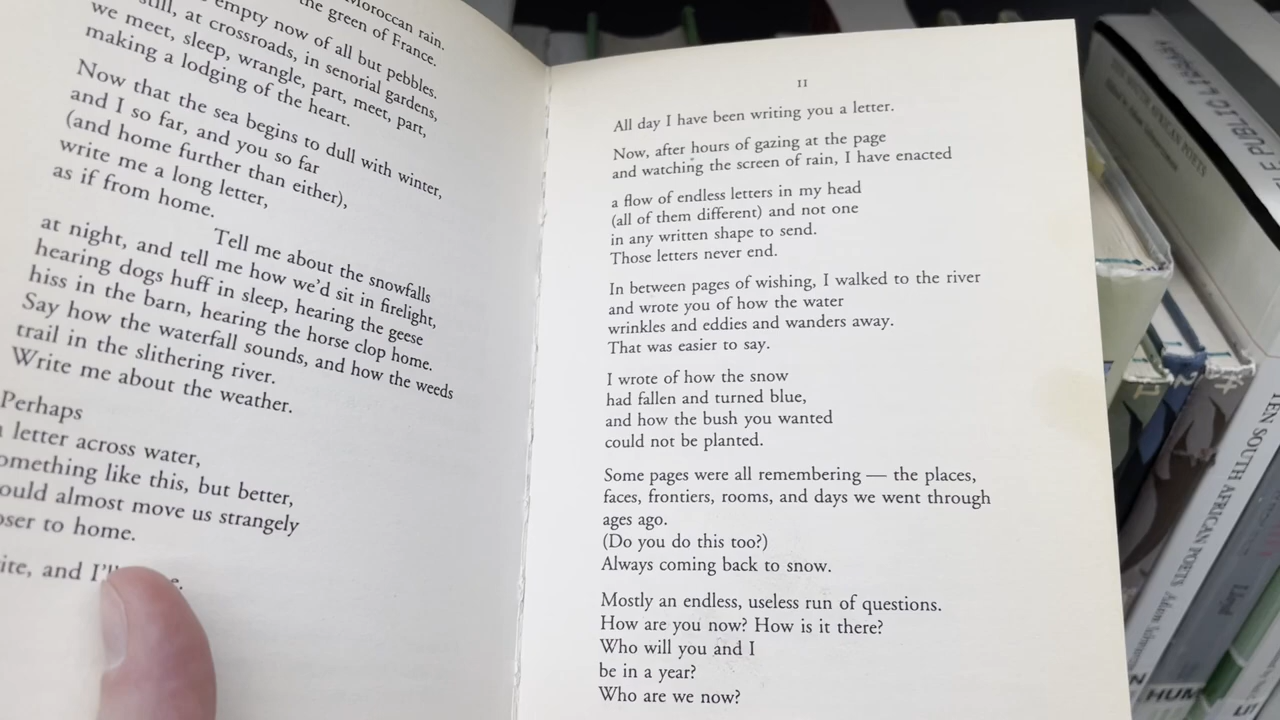 Moroccan rain.
the green of France.
empty now of all but pebbles.
still, at crossroads, in senorial gardens,
we meet, sleep, wrangle, part, meet, part,
making a lodging of the heart.
Now that the sea begins to dull with winter,
and I so far, and you so far
(and home further than either),
write me a long letter,
as if from home.
Tell me about the snowfalls
at night, and tell me how we'd sit in firelight,
hearing dogs huff in sleep, hearing the geese
hiss in the barn, hearing the horse clop home.
Say how the waterfall sounds, and how the weeds
trail in the slithering river.
Write me about the weather.
Perhaps
letter across water,
omething like this, but better,
ould almost move us strangely
oser to home.
ite, and I'll
II
All day I have been writing you a letter.
Now, after hours of gazing at the page
and watching the screen of rain, I have enacted
a flow of endless letters in my head
(all of them different) and not one
in any written shape to send.
Those letters never end.
In between pages of wishing, I walked to the river
and wrote you of how the water
wrinkles and eddies and wanders away.
That was easier to say.
I wrote of how the snow
had fallen and turned blue,
and how the bush you wanted
could not be planted.
Some pages were all remembering — the places,
faces, frontiers, rooms, and days we went through
ages ago.
(Do you do this too?)
Always coming back to snow.
Mostly an endless, useless run of questions.
How are you now? How is it there?
Who will you and I
be in a year?
Who are we now?
PUBLIC LIBRARY
AFRICAN POETS
TEN SOUTH AFRICAN POETS
Adam
Lloyd
HUM